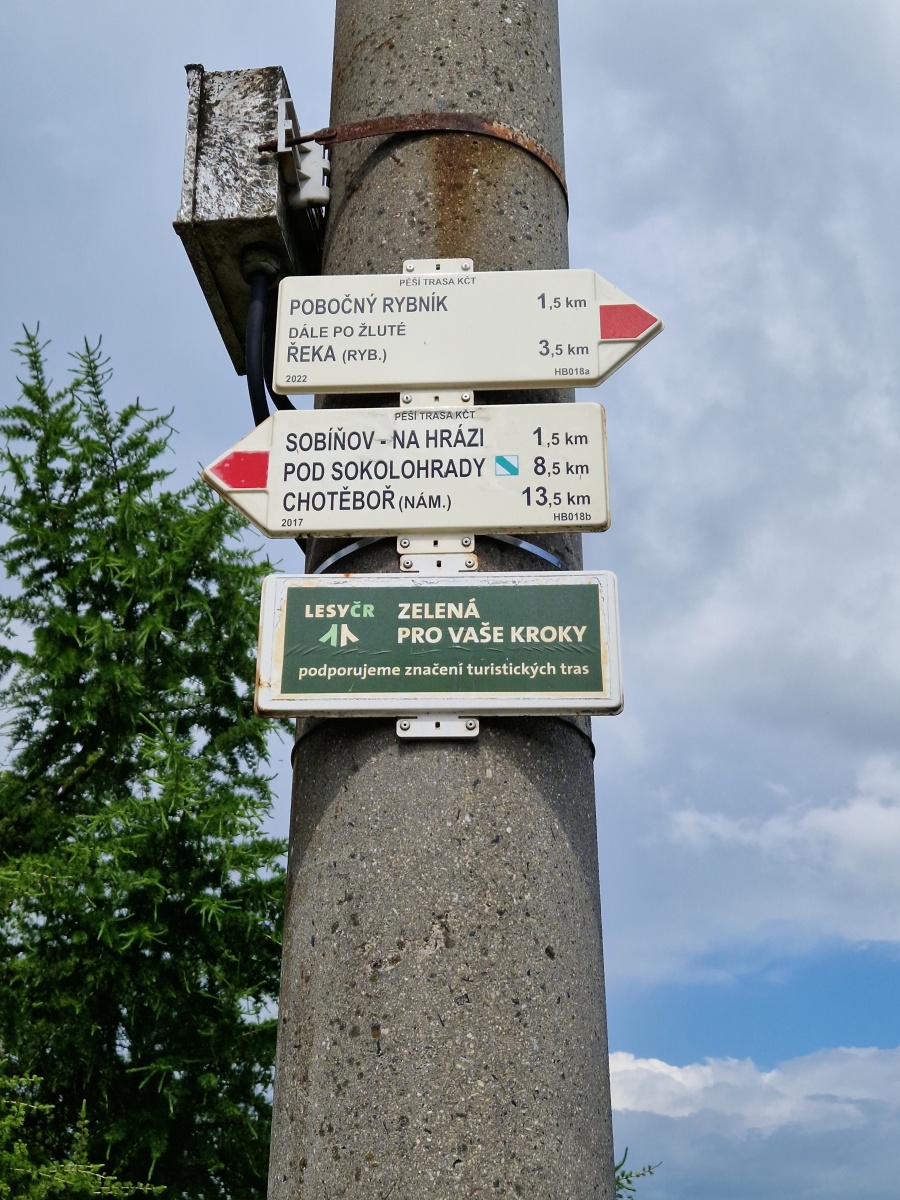 PĚŠÍ TRASA KČT
POBOČNÝ RYBNÍK 1,5 km
DÁLE PO ŽLUTÉ
ŘEKA (RYB.) 3,5 km
2022 HB018a
PĚŠÍ TRASA KČT
SOBÍŇOV - NA HRÁZI 1,5 km
POD SOKOLOHRADY 8,5 km
CHOTĚBOŘ (NÁM.) 13,5 km
2017 HB018b
LESYČR ZELENÁ
PRO VAŠE KROKY
podporujeme značení turistických tras